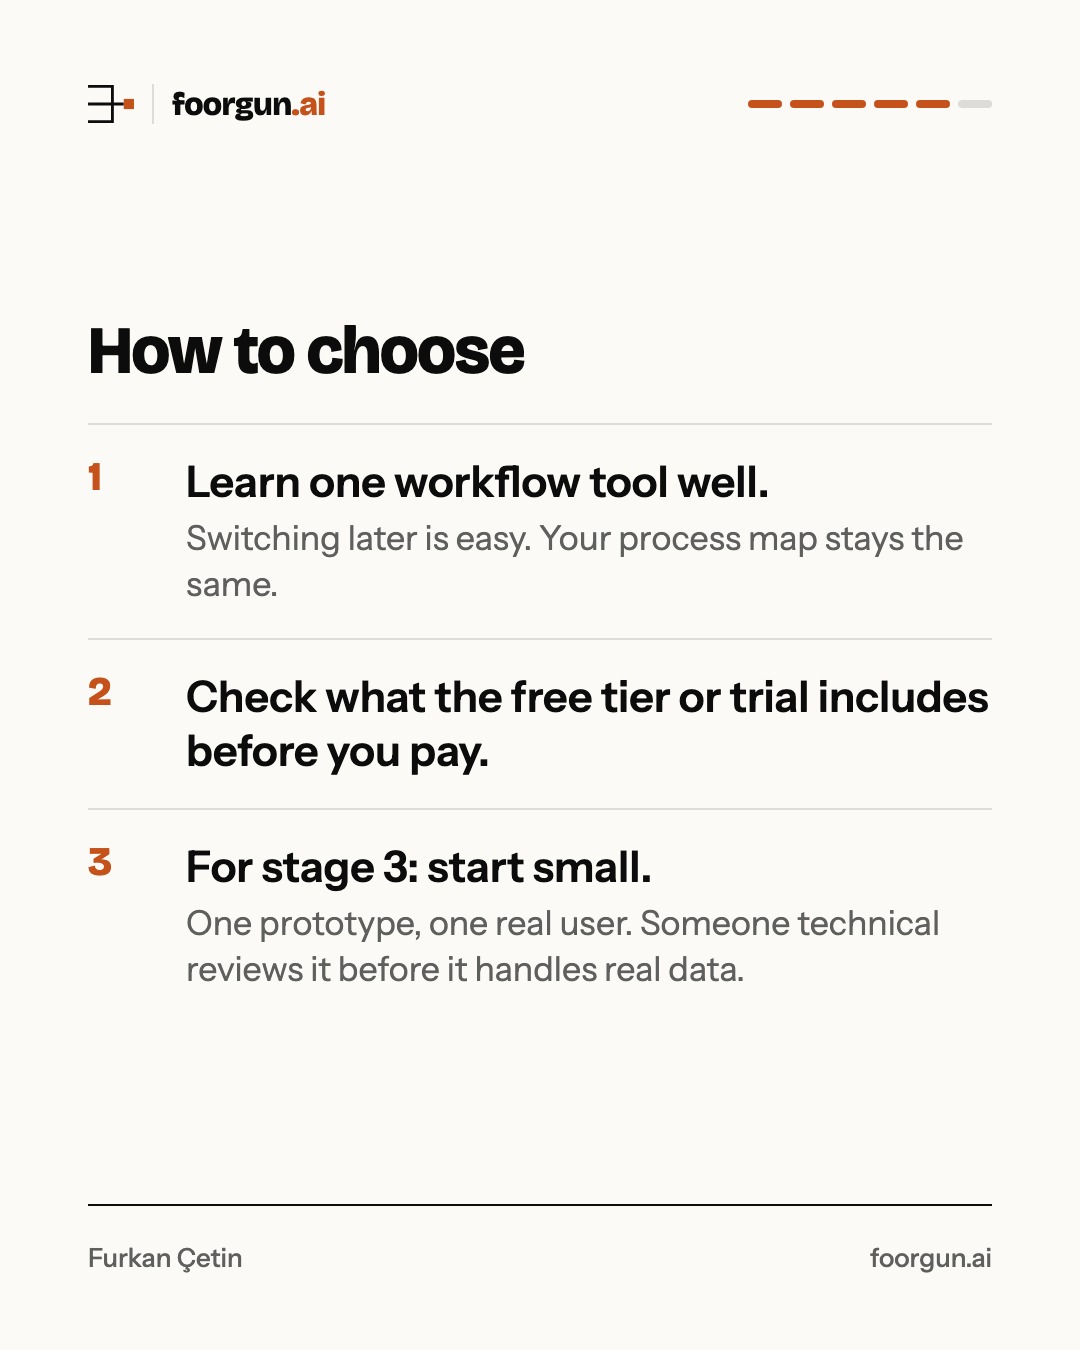 foorgun.ai
How to choose
1
Learn one workflow tool well.
Switching later is easy. Your process map stays the
same.
2
Check what the free tier or trial includes
before you pay.
3
For stage 3: start small.
One prototype, one real user. Someone technical
reviews it before it handles real data.
Furkan Çetin
foorgun.ai